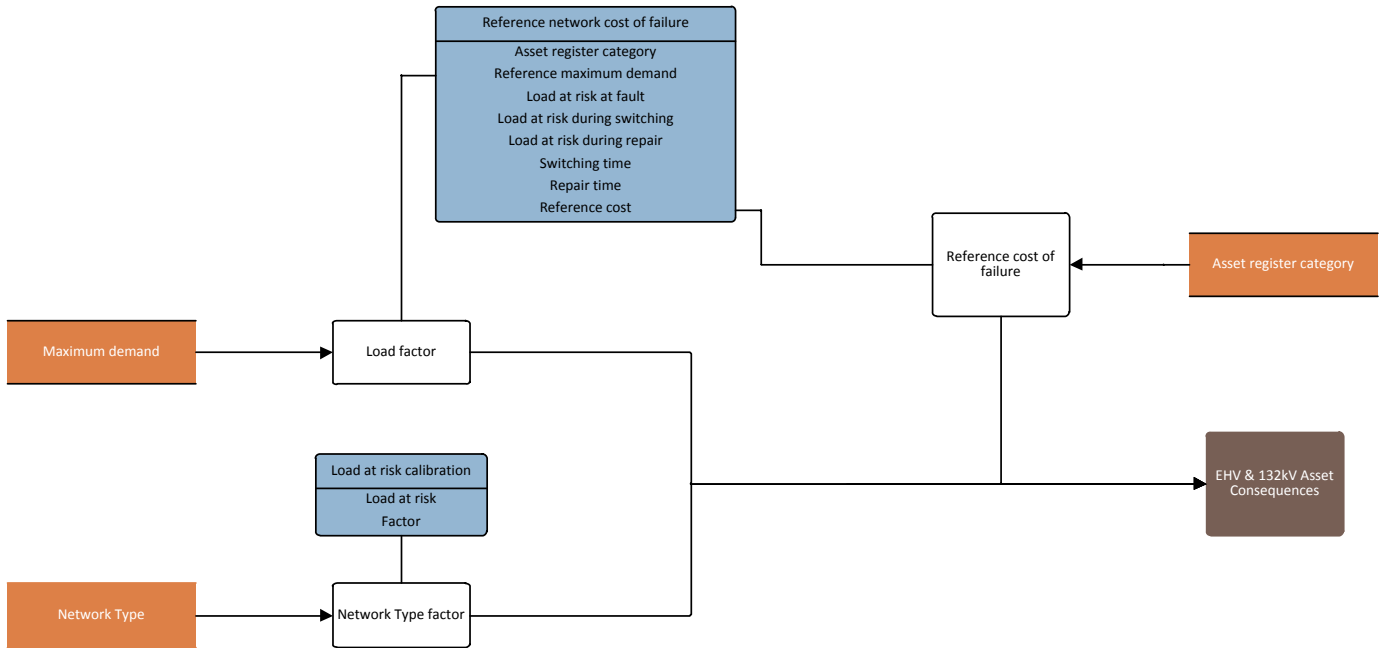 Reference network cost of failure
Asset register category
Reference maximum demand
Load at risk at fault
Load at risk during switching
Load at risk during repair
Switching time
Repair time
Reference cost
Reference cost of
failure
Asset register category
Maximum demand
Load factor
Load at risk calibration
Load at risk
Factor
EHV & 132kV Asset
Consequences
Network Type
Network Type factor